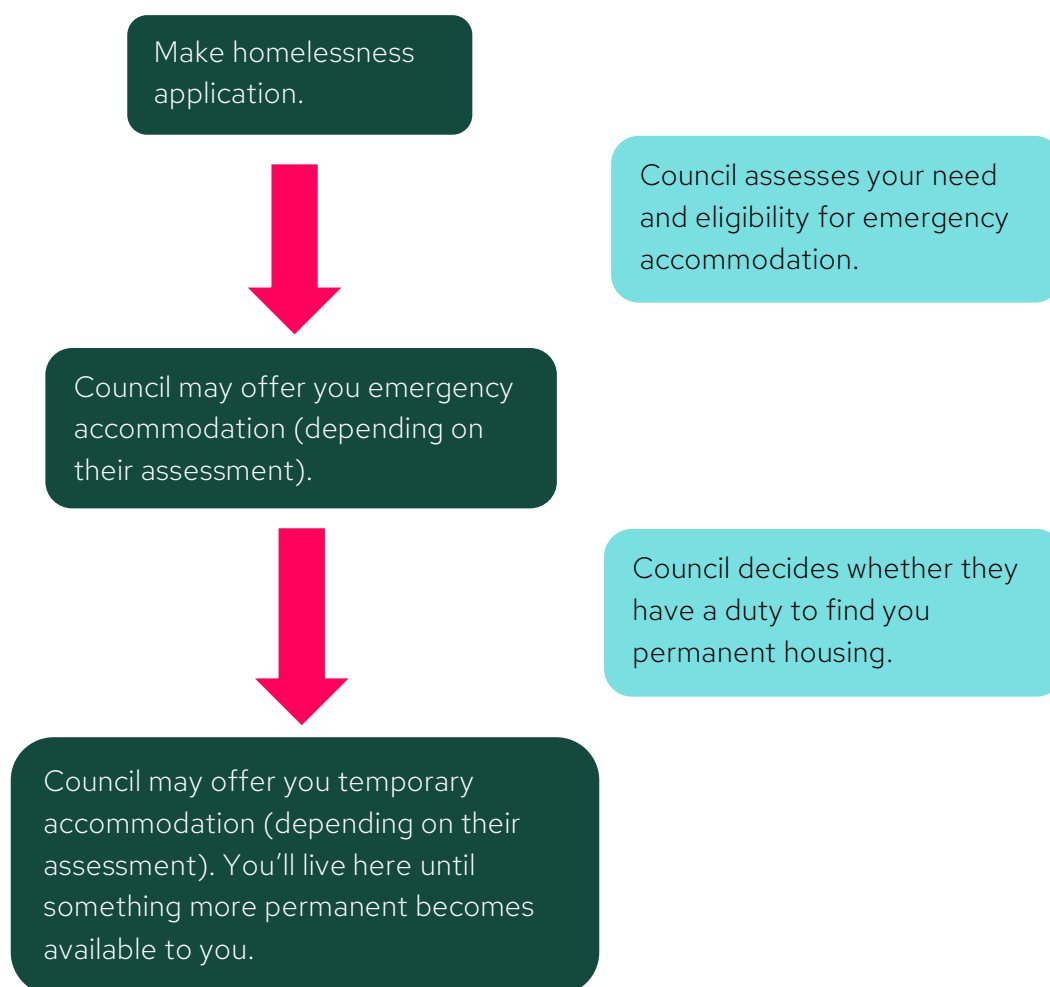 Make homelessness
application.
Council assesses your need
and eligibility for emergency
accommodation.
Council may offer you emergency
accommodation (depending on
their assessment).
Council decides whether they
have a duty to find you
permanent housing.
Council may offer you temporary
accommodation (depending on their
assessment). You’ll live here until
something more permanent becomes
available to you.